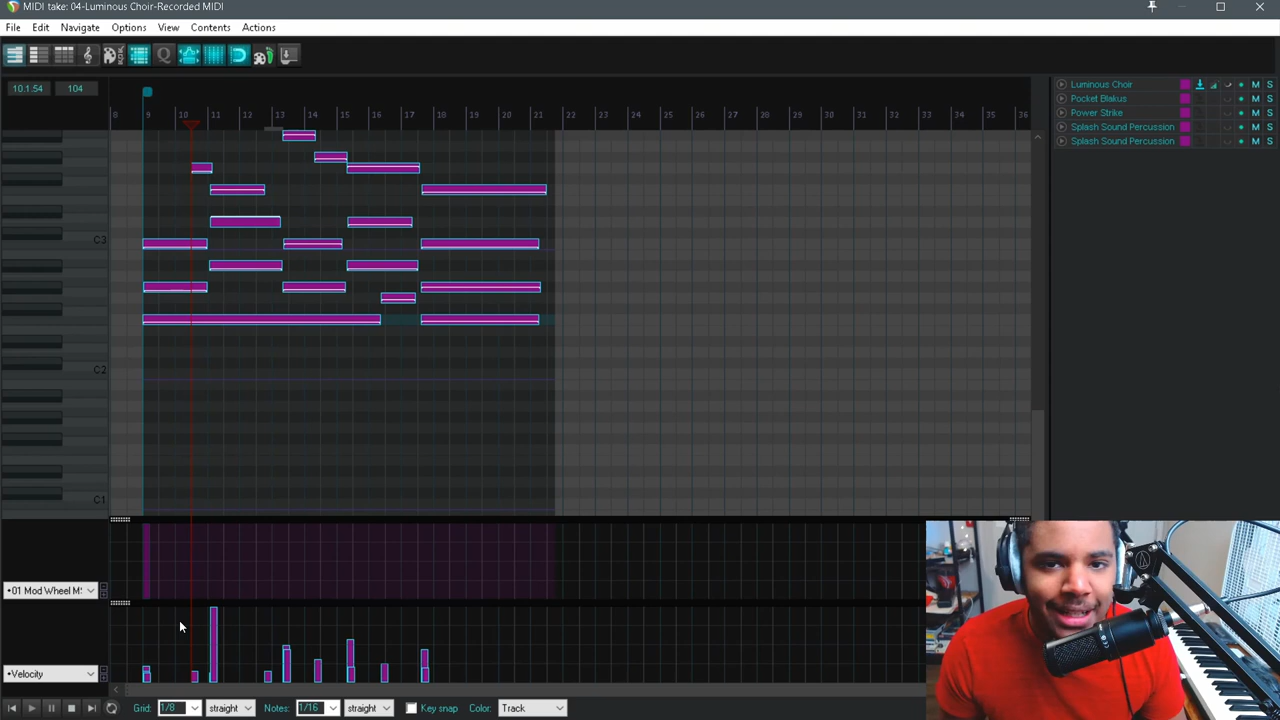 MIDI take: 04-Luminous Choir-Recorded MIDI
File Edit Navigate Options View Contents Actions
10.1.54 104
8 9 10 11 12 13 14 15 16 17 18 19 20 21 22 23 24 25 26 27 28 29 30 31 32 33 34 35 36
Luminous Choir M S
Pocket Blakus M S
Power Strike M S
Splash Sound Percussion M S
Splash Sound Percussion M S
C3
C2
C1
•01 Mod Wheel M
•Velocity
Grid: 1/8 straight Notes: 1/16 straight Key snap Color: Track